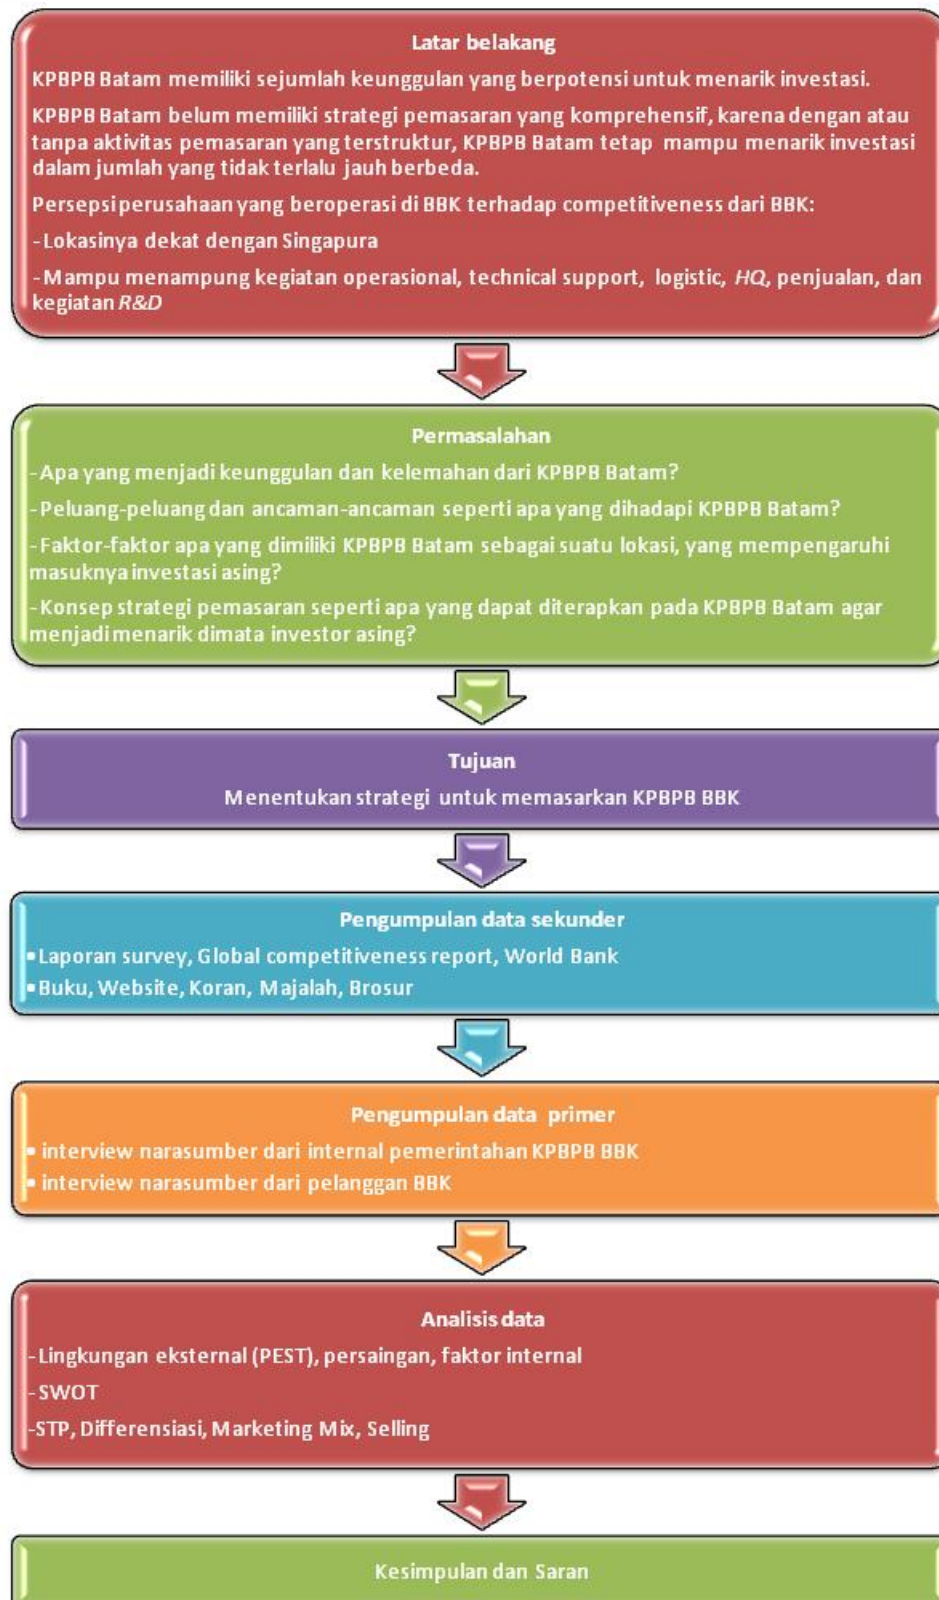 Latar belakang
KPBPB Batam memiliki sejumlah keunggulan yang berpotensi untuk menarik investasi.
KPBPB Batam belum memiliki strategi pemasaran yang komprehensif, karena dengan atau
tanpa aktivitas pemasaran yang terstruktur, KPBPB Batam tetap mampu menarik investasi
dalam jumlah yang tidak terlalu jauh berbeda.
Persepsi perusahaan yang beroperasi di BBK terhadap competitiveness dari BBK:
-Lokasinya dekat dengan Singapura
-Mampu menampung kegiatan operasional, technical support, logistic, HQ, penjualan, dan
kegiatan R&D
Permasalahan
-Apa yang menjadi keunggulan dan kelemahan dari KPBPB Batam?
-Peluang-peluang dan ancaman-ancaman seperti apa yang dihadapi KPBPB Batam?
-Faktor-faktor apa yang dimiliki KPBPB Batam sebagai suatu lokasi, yang mempengaruhi
masuknya investasi asing?
-Konsep strategi pemasaran seperti apa yang dapat diterapkan pada KPBPB Batam agar
menjadi menarik dimata investor asing?
Tujuan
Menentukan strategi untuk memasarkan KPBPB BBK
Pengumpulan data sekunder
•Laporan survey, Global competitiveness report, World Bank
•Buku, Website, Koran, Majalah, Brosur
Pengumpulan data primer
• interview narasumber dari internal pemerintahan KPBPB BBK
• interview narasumber dari pelanggan BBK
Analisis data
-Lingkungan eksternal (PEST), persaingan, faktor internal
-SWOT
-STP, Differensiasi, Marketing Mix, Selling
Kesimpulan dan Saran